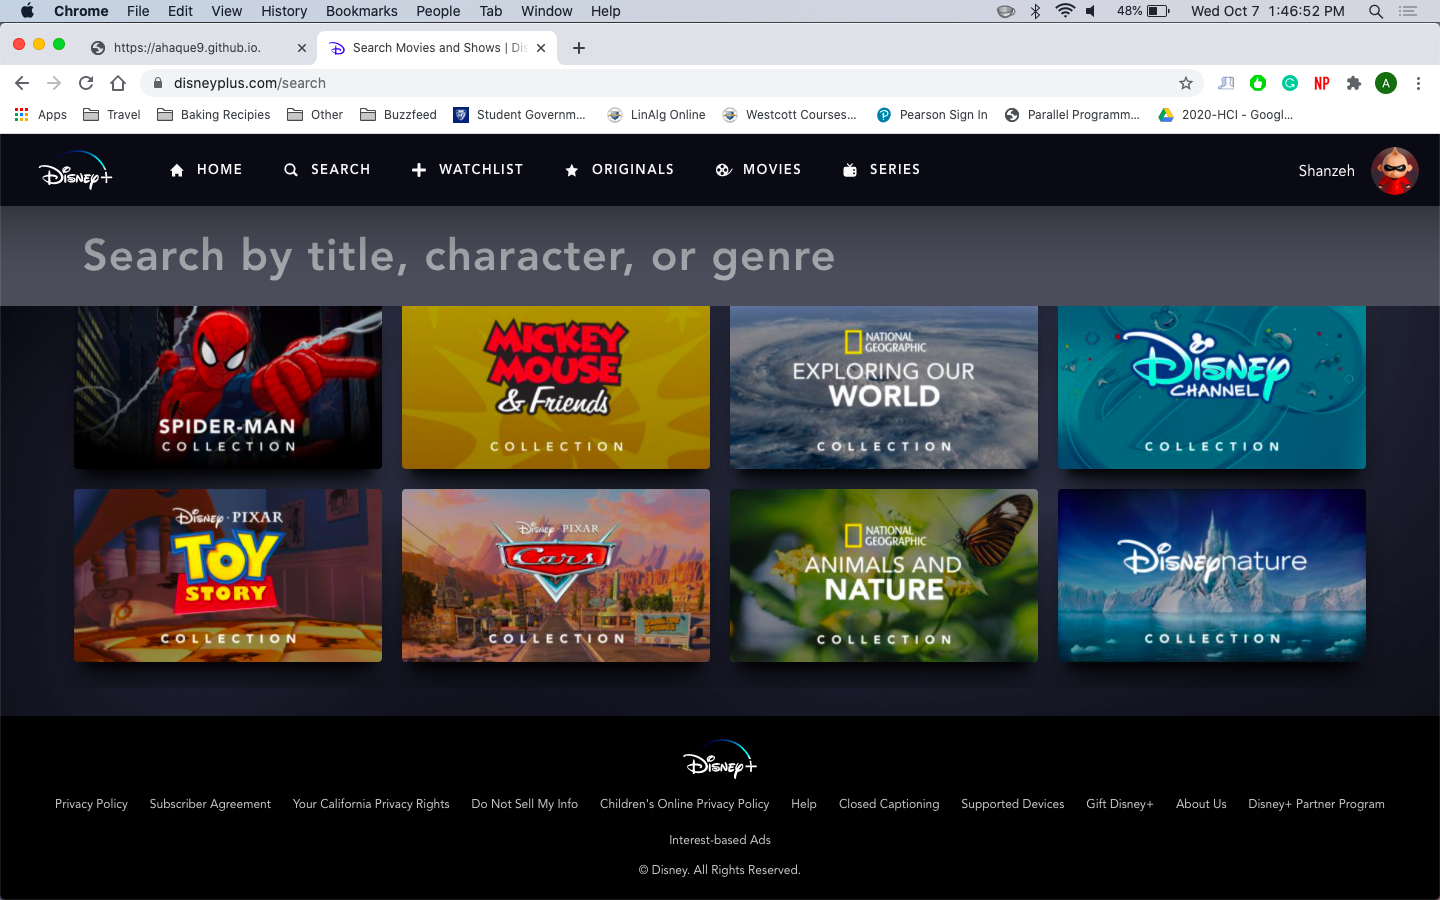 Chrome File Edit View History Bookmarks People Tab Window Help 48% Wed Oct 7 1:46:52 PM
https://ahaque9.github.io. Search Movies and Shows | Dis
disneyplus.com/search NP A
Apps Travel Baking Recipies Other Buzzfeed Student Governm... LinAlg Online Westcott Courses... Pearson Sign In Parallel Programm... 2020-HCI - Googl...
Disney+ HOME SEARCH WATCHLIST ORIGINALS MOVIES SERIES Shanzeh
Search by title, character, or genre
SPIDER-MAN
COLLECTION
MICKEY
MOUSE
& Friends
COLLECTION
NATIONAL
GEOGRAPHIC
EXPLORING OUR
WORLD
COLLECTION
Disney
CHANNEL
COLLECTION
Disney · PIXAR
TOY
STORY
COLLECTION
Disney · PIXAR
Cars
COLLECTION
NATIONAL
GEOGRAPHIC
ANIMALS AND
NATURE
COLLECTION
Disneynature
COLLECTION
Disney+
Privacy Policy Subscriber Agreement Your California Privacy Rights Do Not Sell My Info Children's Online Privacy Policy Help Closed Captioning Supported Devices Gift Disney+ About Us Disney+ Partner Program
Interest-based Ads
© Disney. All Rights Reserved.